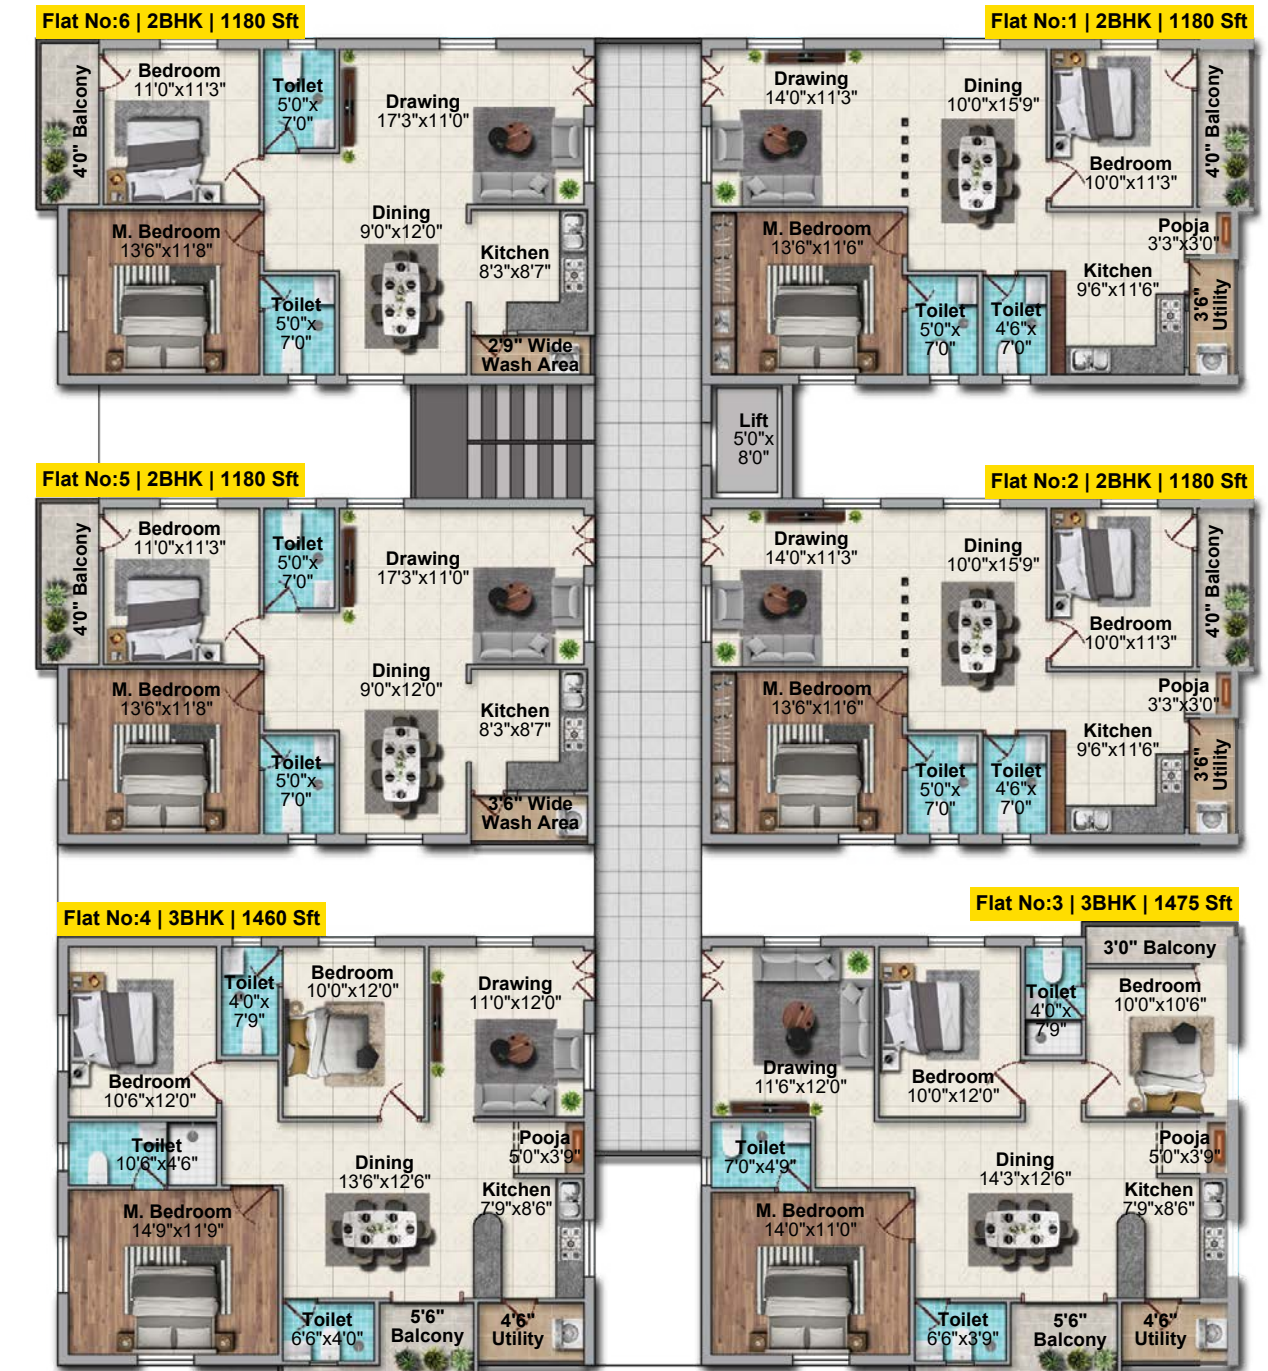 Flat No:6 | 2BHK | 1180 Sft
4'0" Balcony
Bedroom
11'0"x11'3"
Toilet
5'0"x
7'0"
Drawing
17'3"x11'0"
M. Bedroom
13'6"x11'8"
Toilet
5'0"x
7'0"
Dining
9'0"x12'0"
Kitchen
8'3"x8'7"
2'9" Wide
Wash Area
Flat No:1 | 2BHK | 1180 Sft
Drawing
14'0"x11'3"
Dining
10'0"x15'9"
Bedroom
10'0"x11'3"
4'0" Balcony
M. Bedroom
13'6"x11'6"
Toilet
5'0"x
7'0"
Toilet
4'6"x
7'0"
Kitchen
9'6"x11'6"
Pooja
3'3"x3'0"
3'6"
Utility
Lift
5'0"x
8'0"
Flat No:5 | 2BHK | 1180 Sft
4'0" Balcony
Bedroom
11'0"x11'3"
Toilet
5'0"x
7'0"
Drawing
17'3"x11'0"
M. Bedroom
13'6"x11'8"
Toilet
5'0"x
7'0"
Dining
9'0"x12'0"
Kitchen
8'3"x8'7"
3'6" Wide
Wash Area
Flat No:2 | 2BHK | 1180 Sft
Drawing
14'0"x11'3"
Dining
10'0"x15'9"
Bedroom
10'0"x11'3"
4'0" Balcony
M. Bedroom
13'6"x11'6"
Toilet
5'0"x
7'0"
Toilet
4'6"x
7'0"
Kitchen
9'6"x11'6"
Pooja
3'3"x3'0"
3'6"
Utility
Flat No:4 | 3BHK | 1460 Sft
Bedroom
10'6"x12'0"
Toilet
4'0"x
7'9"
Bedroom
10'0"x12'0"
Drawing
11'0"x12'0"
Toilet
10'6"x4'6"
M. Bedroom
14'9"x11'9"
Dining
13'6"x12'6"
Pooja
5'0"x3'9"
Kitchen
7'9"x8'6"
Toilet
6'6"x4'0"
5'6"
Balcony
4'6"
Utility
Flat No:3 | 3BHK | 1475 Sft
3'0" Balcony
Drawing
11'6"x12'0"
Bedroom
10'0"x12'0"
Toilet
4'0"x
7'9"
Bedroom
10'0"x10'6"
Toilet
7'0"x4'9"
M. Bedroom
14'0"x11'0"
Dining
14'3"x12'6"
Pooja
5'0"x3'9"
Kitchen
7'9"x8'6"
Toilet
6'6"x3'9"
5'6"
Balcony
4'6"
Utility